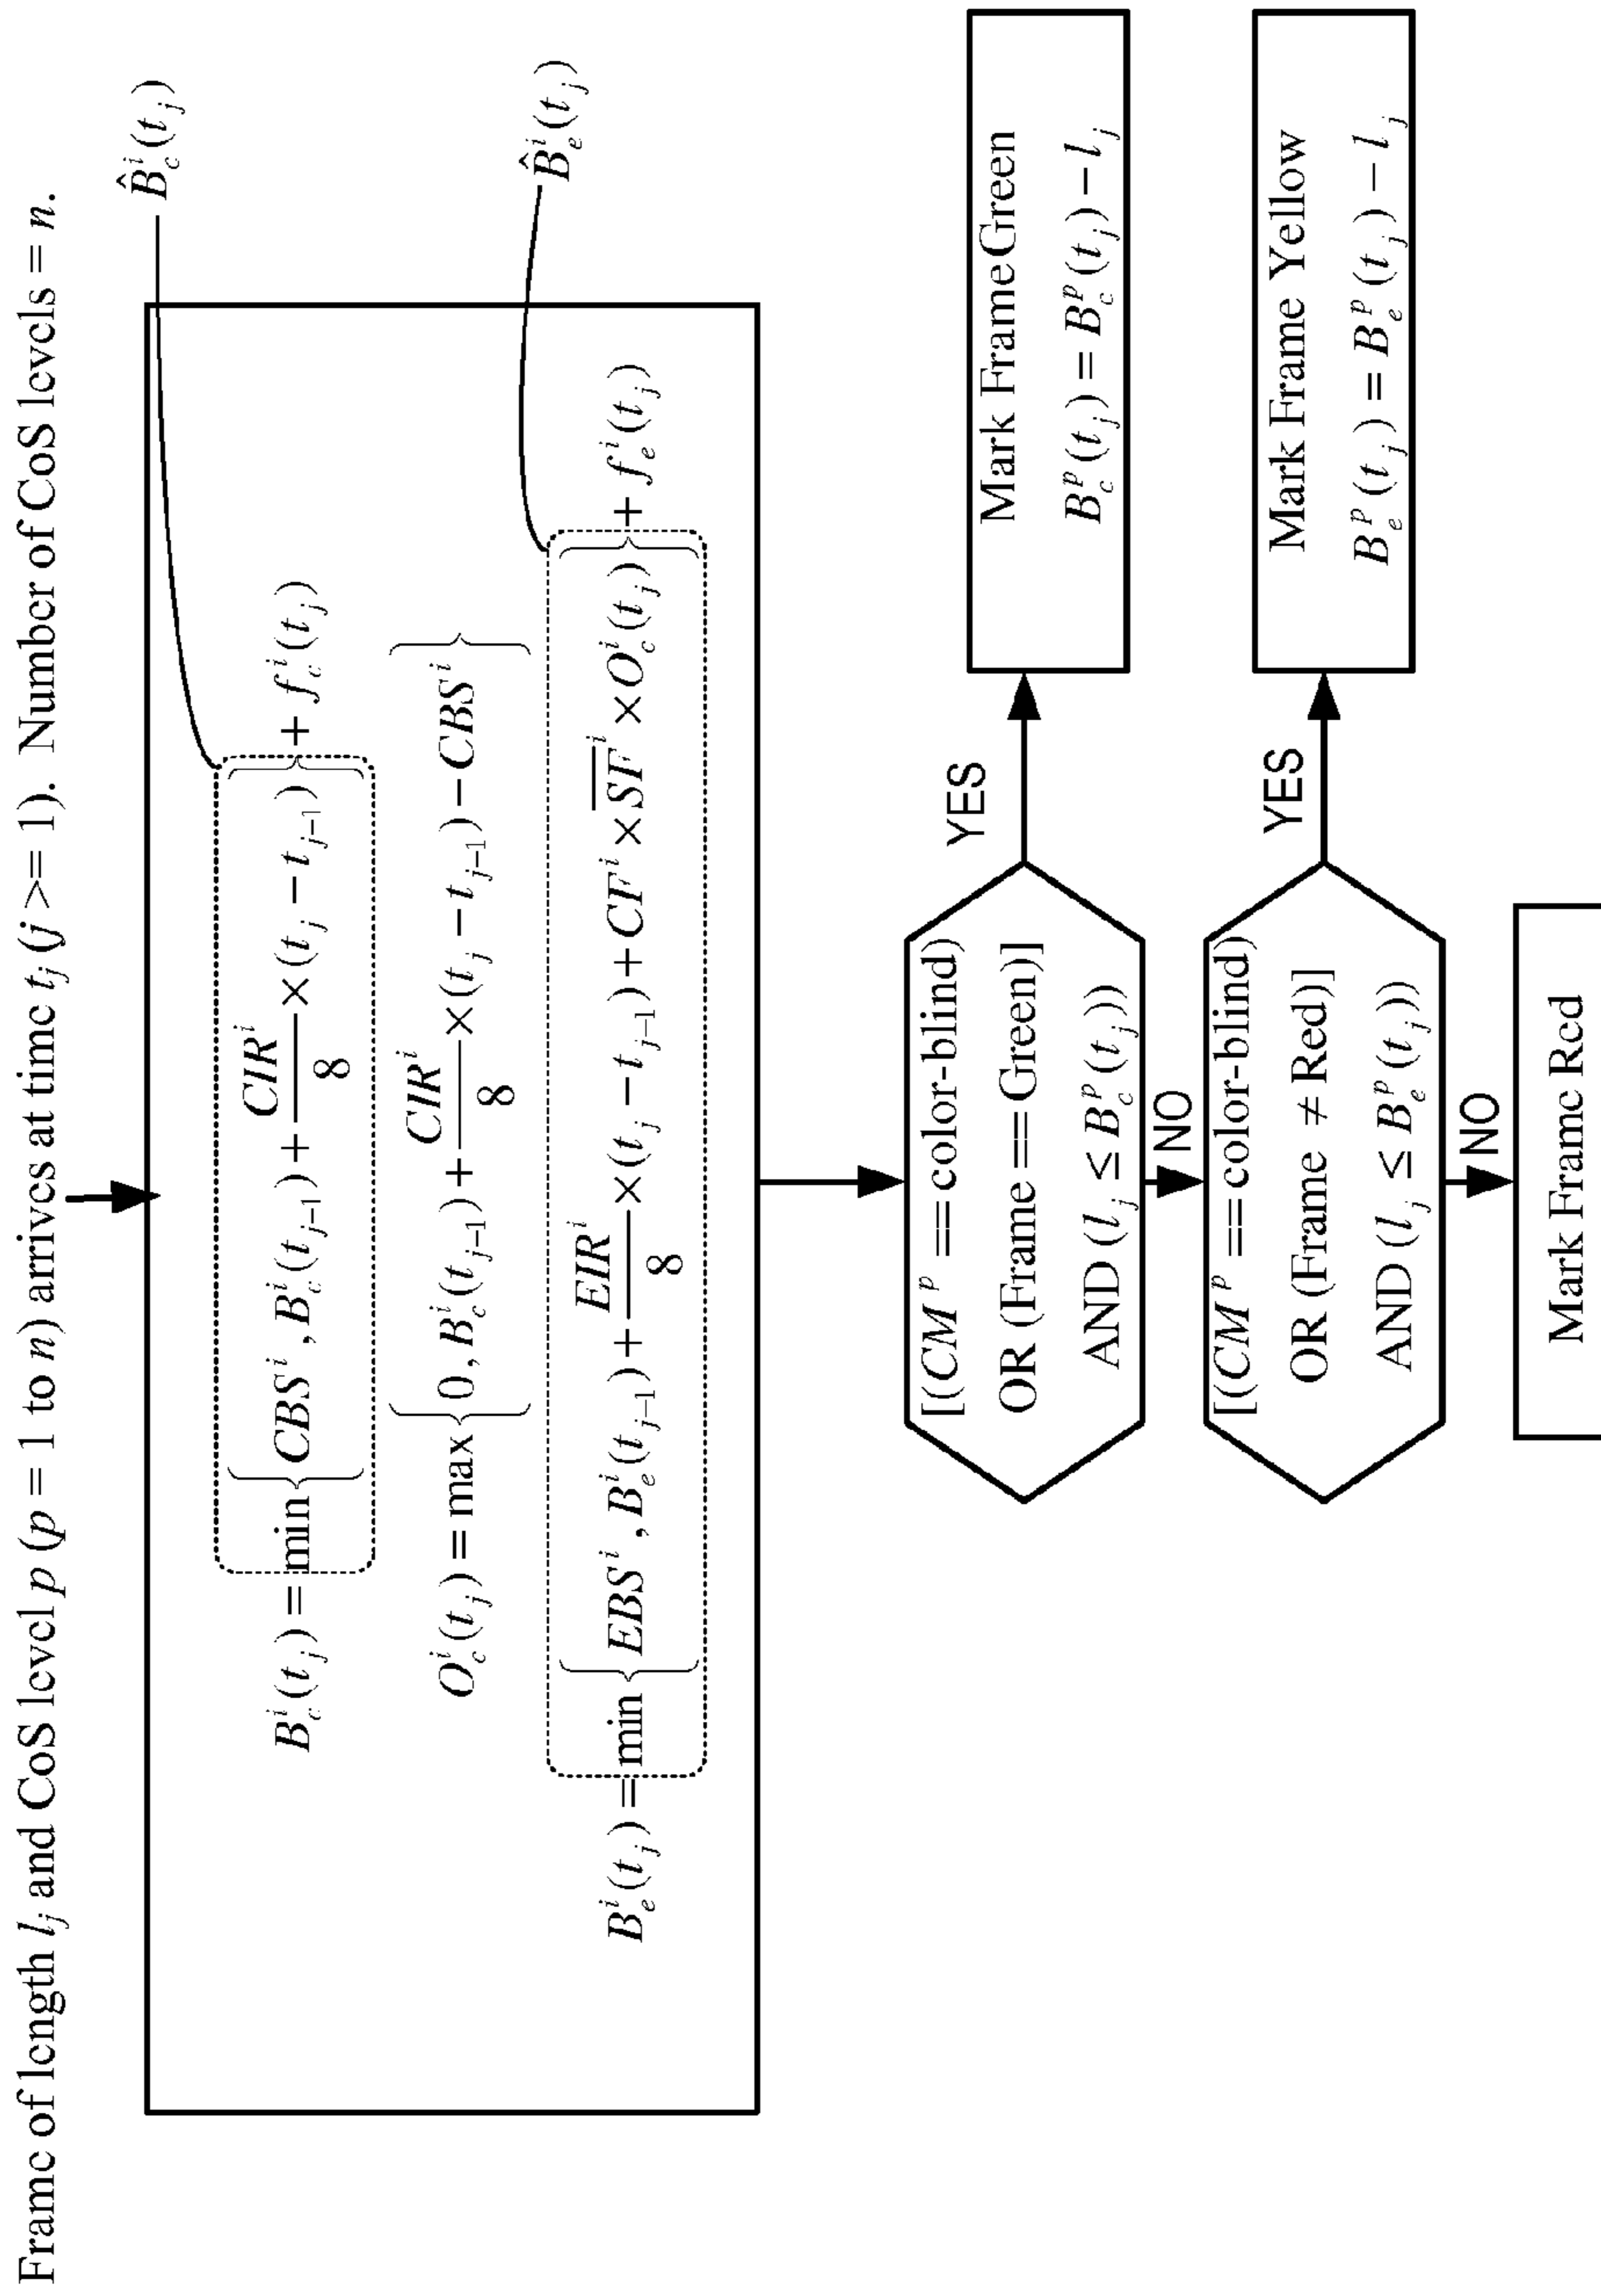 Frame of length l_j and CoS level p (p = 1 to n) arrives at time t_j (j >= 1). Number of CoS levels = n.
B_c^i(t_j) = min { CBS^i , B_c^i(t_{j-1}) + CIR^i/8 × (t_j − t_{j-1}) } + f_c^i(t_j)
B̂_c^i(t_j)
O_c^i(t_j) = max { 0 , B_c^i(t_{j-1}) + CIR^i/8 × (t_j − t_{j-1}) − CBS^i }
B_e^i(t_j) = min { EBS^i , B_e^i(t_{j-1}) + EIR^i/8 × (t_j − t_{j-1}) + CF^i × S̅F̅^i × O_c^i(t_j) } + f_e^i(t_j)
B̂_e^i(t_j)
[(CM^p == color-blind)
OR (Frame == Green)]
AND (l_j ≤ B_c^p(t_j)))
YES
Mark Frame Green
B_c^p(t_j) = B_c^p(t_j) − l_j
NO
[(CM^p == color-blind)
OR (Frame ≠ Red)]
AND (l_j ≤ B_e^p(t_j)))
YES
Mark Frame Yellow
B_e^p(t_j) = B_e^p(t_j) − l_j
NO
Mark Frame Red